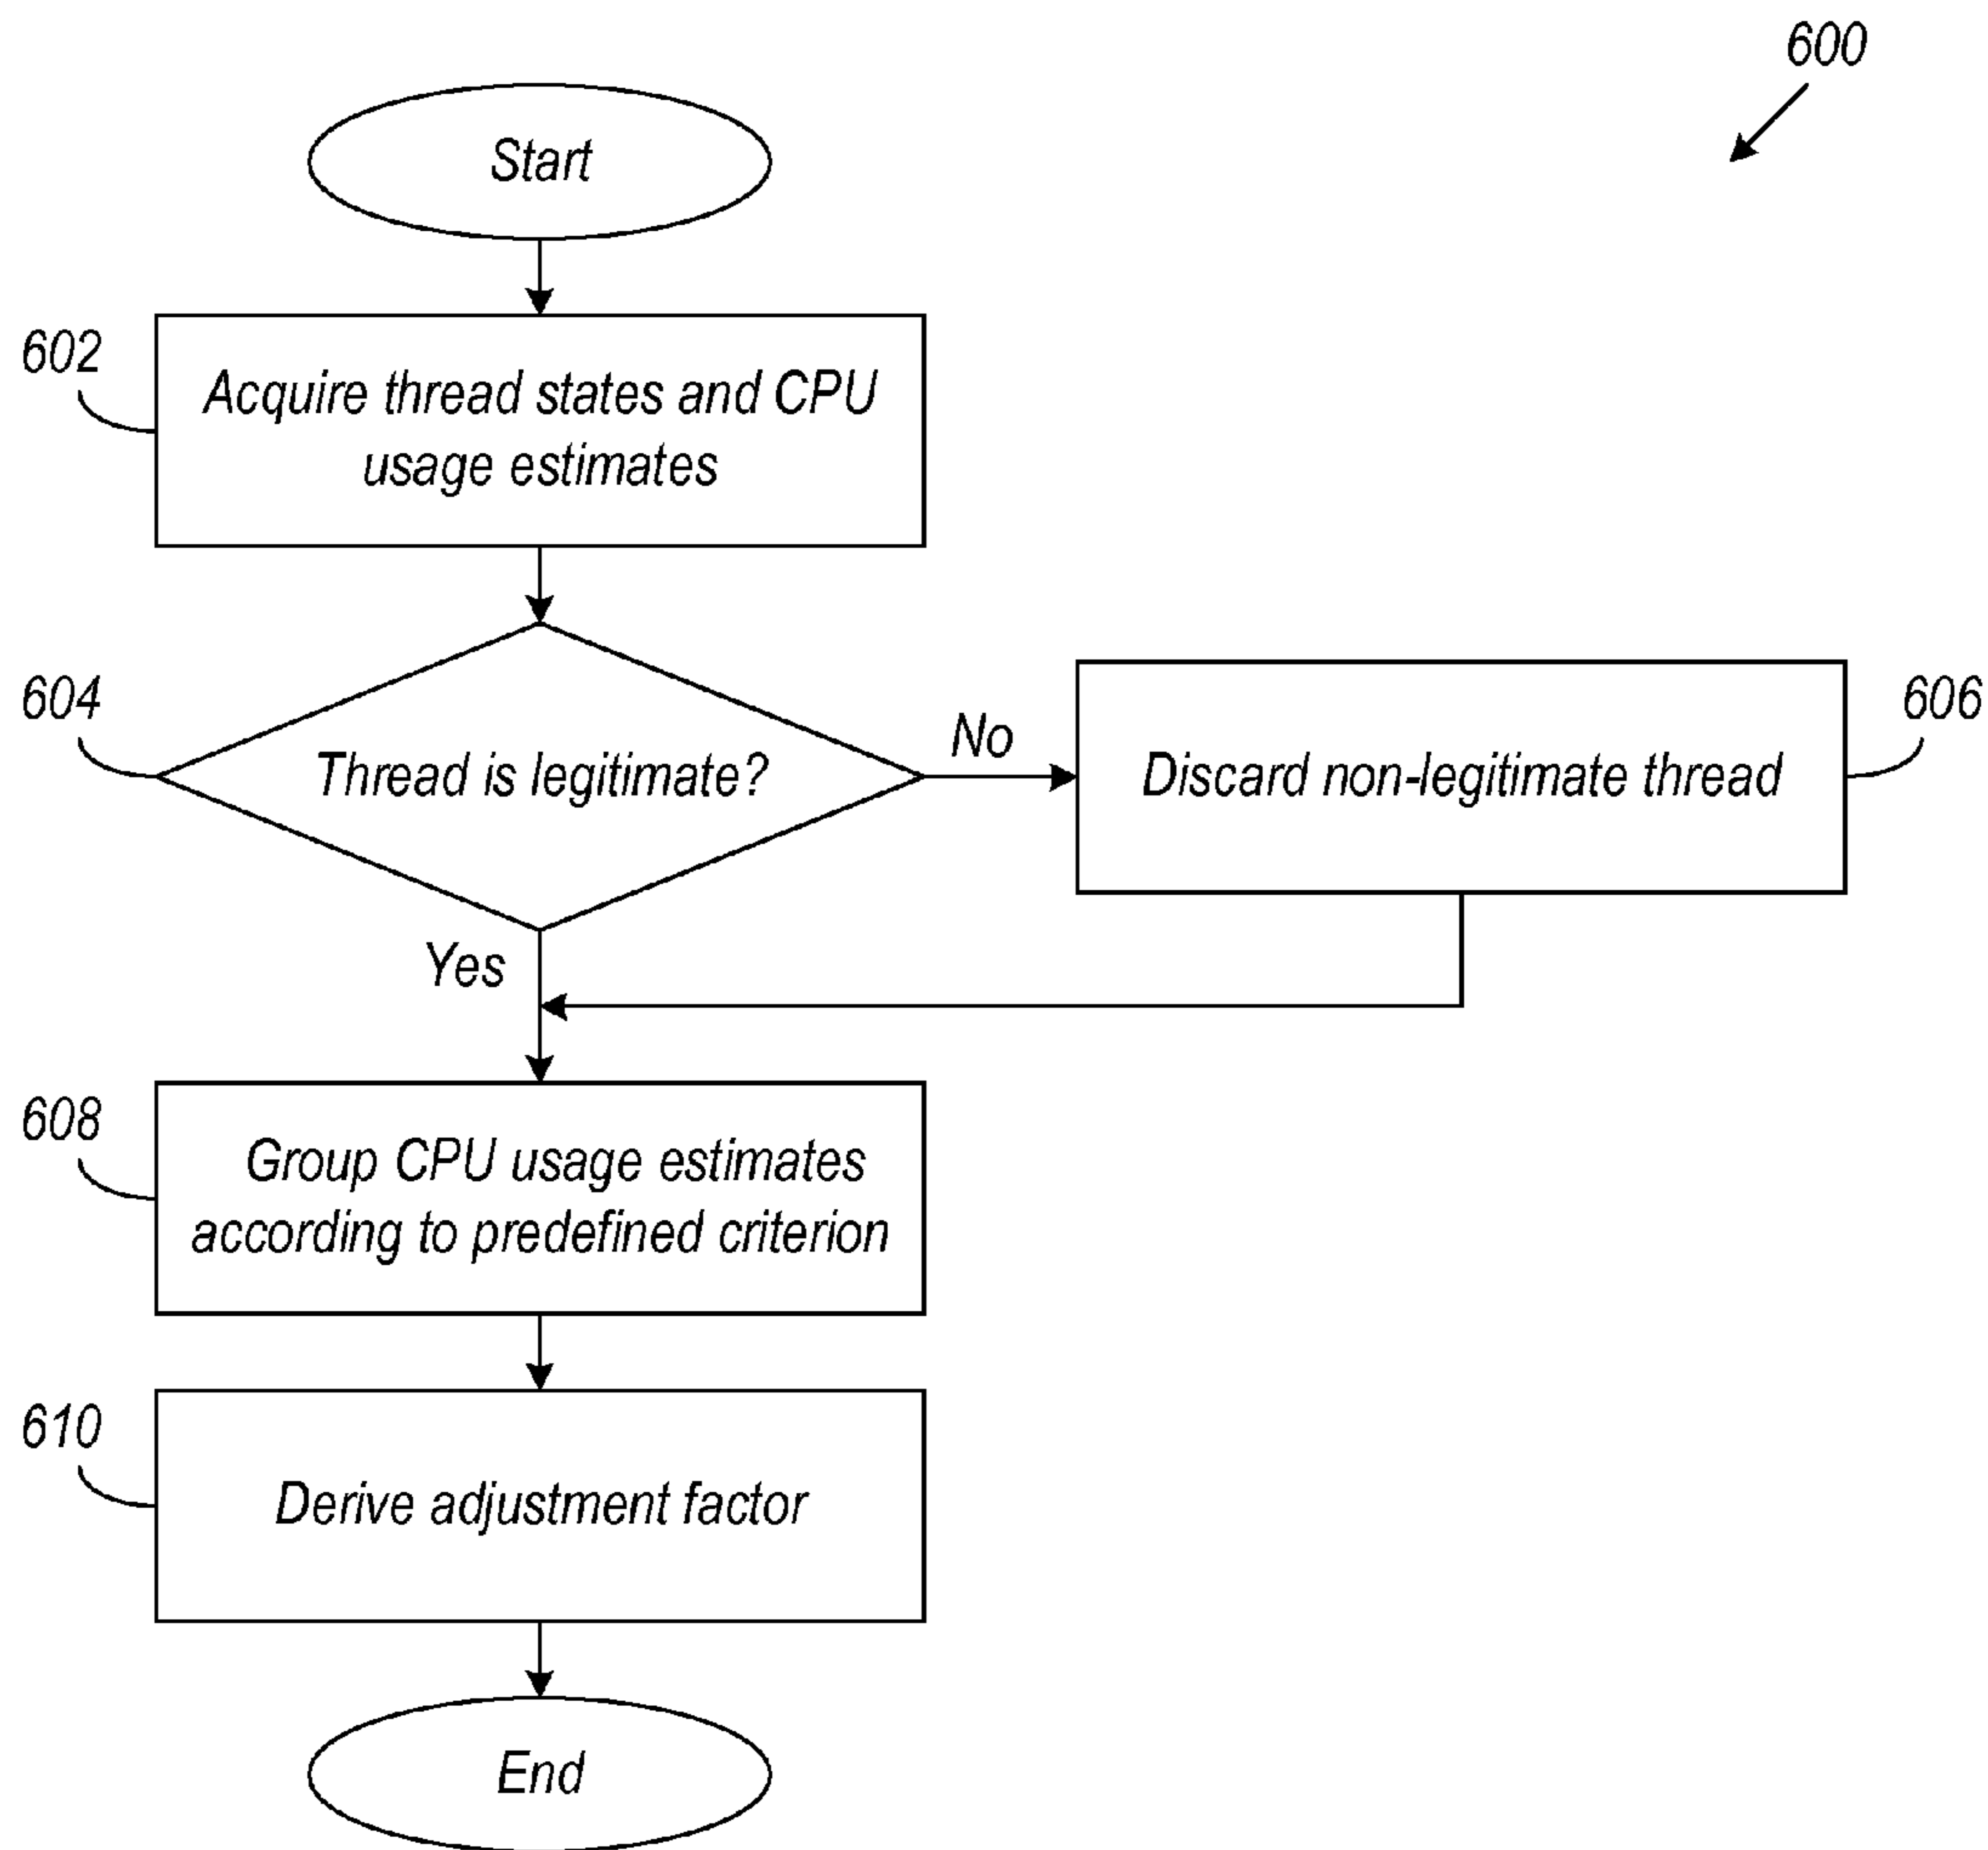 600
Start
602
Acquire thread states and CPU
usage estimates
604
Thread is legitimate?
No
606
Discard non-legitimate thread
Yes
608
Group CPU usage estimates
according to predefined criterion
610
Derive adjustment factor
End